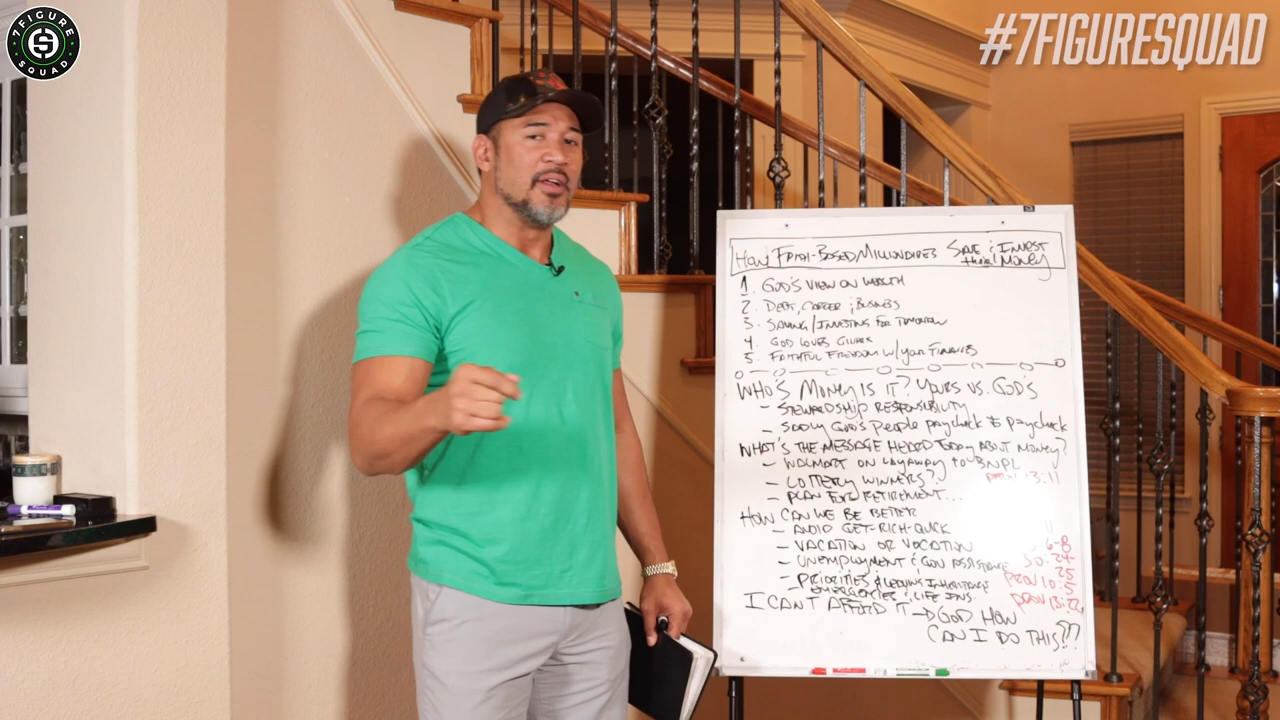 7FIGURE
SQUAD
#7FIGURESQUAD
HOW FAITH-BASED MILLIONAIRES SAVE & INVEST
their MONEY
1. GOD'S VIEW ON WEALTH
2. DEBT, CAREER & BUSINESS
3. SAVING/INVESTING FOR TOMORROW
4. GOD LOVES GIVERS
5. FAITHFUL FREEDOM W/your FINANCES
WHO'S MONEY IS IT? YOURS VS. GOD'S
- STEWARDSHIP RESPONSIBILITY
- SADLY GOD'S People paycheck to paycheck
WHAT'S THE MESSAGE HEARD TODAY ABOUT MONEY?
- WALMART ON LAYAWAY to BNPL
- LOTTERY WINNERS?
13:11
- PLAN FOR RETIREMENT...
HOW CAN WE BE BETTER
- AVOID GET-RICH-QUICK
- VACATION OR VOCATION
6-8
- UNEMPLOYMENT & GOV ASSISTANCE
- PRIORITIES & LEAVING INHERITANCE
PROV 10:5
- EMERGENCIES & LIFE INS.
PROV 13:22
I CAN'T AFFORD IT → GOD HOW
CAN I DO THIS??